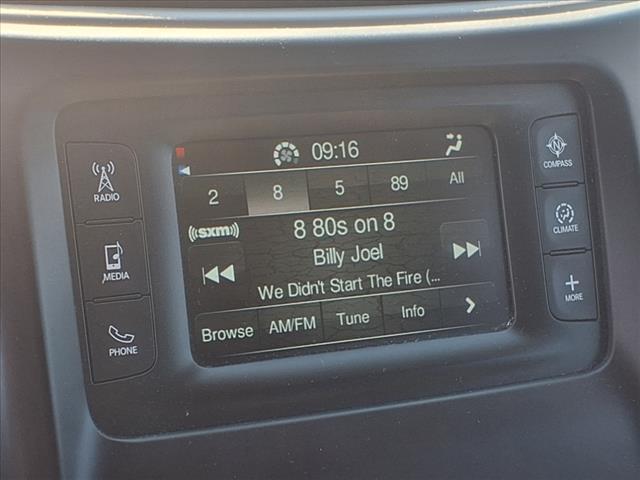 09:16
2 8 5 89 All
((sxm))
8 80s on 8
Billy Joel
We Didn't Start The Fire (...
Browse AM/FM Tune Info >
RADIO
MEDIA
PHONE
COMPASS
CLIMATE
+
MORE